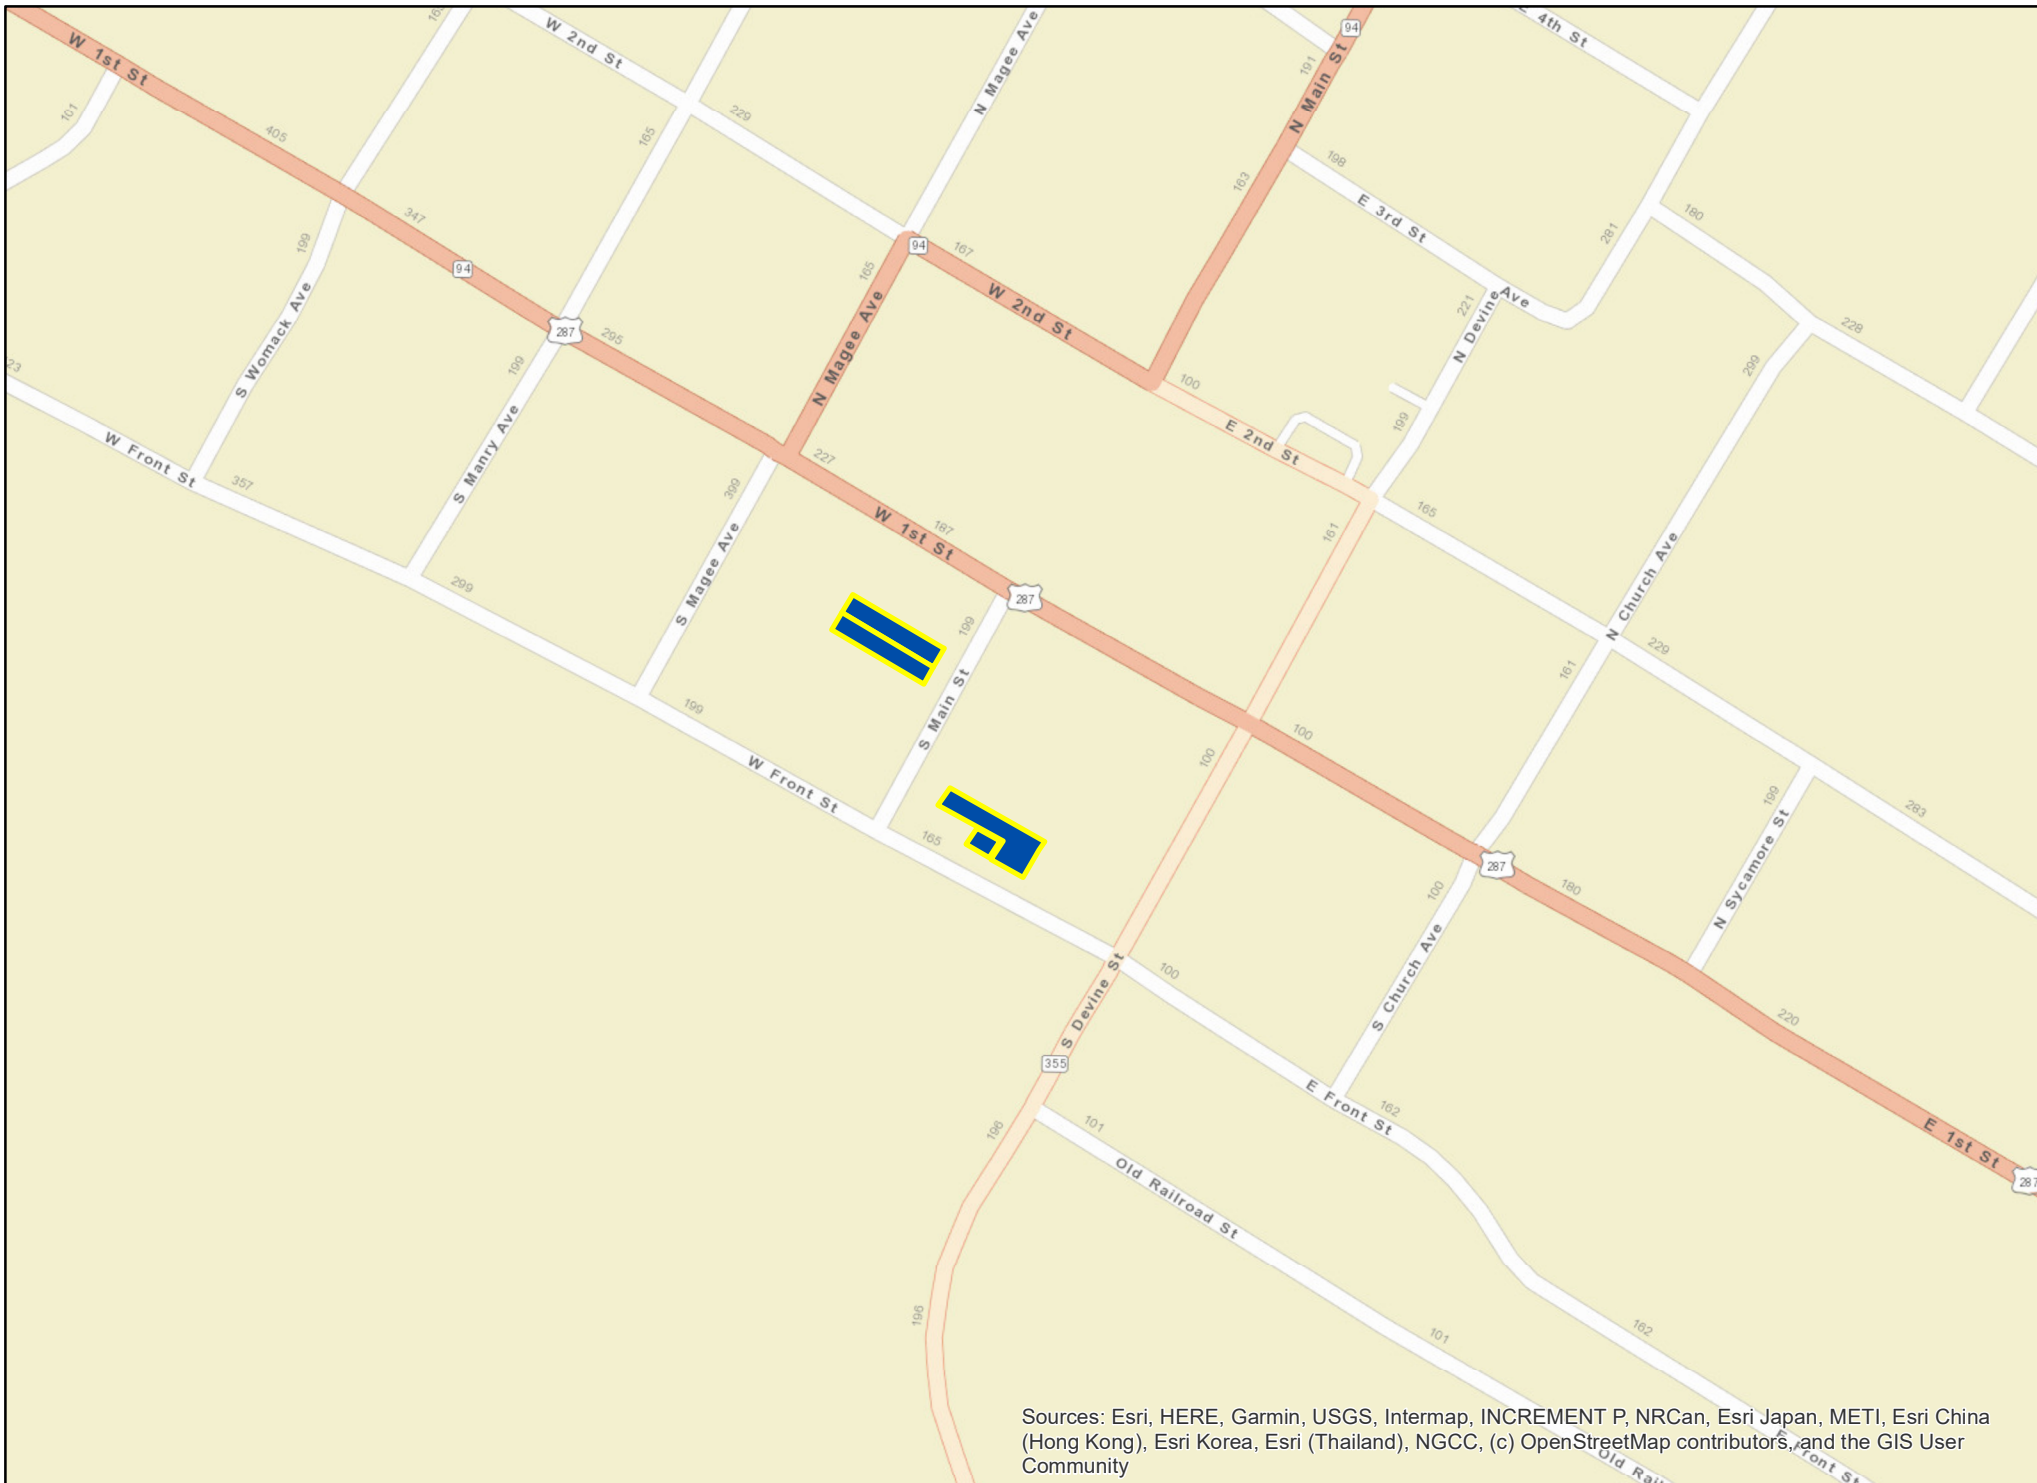 W 1st St
W 2nd St
N Magee Ave
94
E 4th St
191
N Main St
101
405
165
229
198
163
E 3rd St
180
281
347
199
94
165
94
167
W 2nd St
N Devine Ave
221
228
S Womack Ave
287
295
N Magee Ave
100
299
199
S Manry Ave
E 2nd St
199
W Front St
357
399
227
W 1st St
187
161
165
S Magee Ave
299
287
199
N Church Ave
229
161
S Main St
199
W Front St
100
100
199
283
165
287
180
N Sycamore St
100
S Church Ave
100
S Devine St
220
355
E Front St
162
196
101
E 1st St
287
Old Railroad St
196
162
101
Sources: Esri, HERE, Garmin, USGS, Intermap, INCREMENT P, NRCan, Esri Japan, METI, Esri China
(Hong Kong), Esri Korea, Esri (Thailand), NGCC, (c) OpenStreetMap contributors, and the GIS User
Community
E Front St
Old Rail